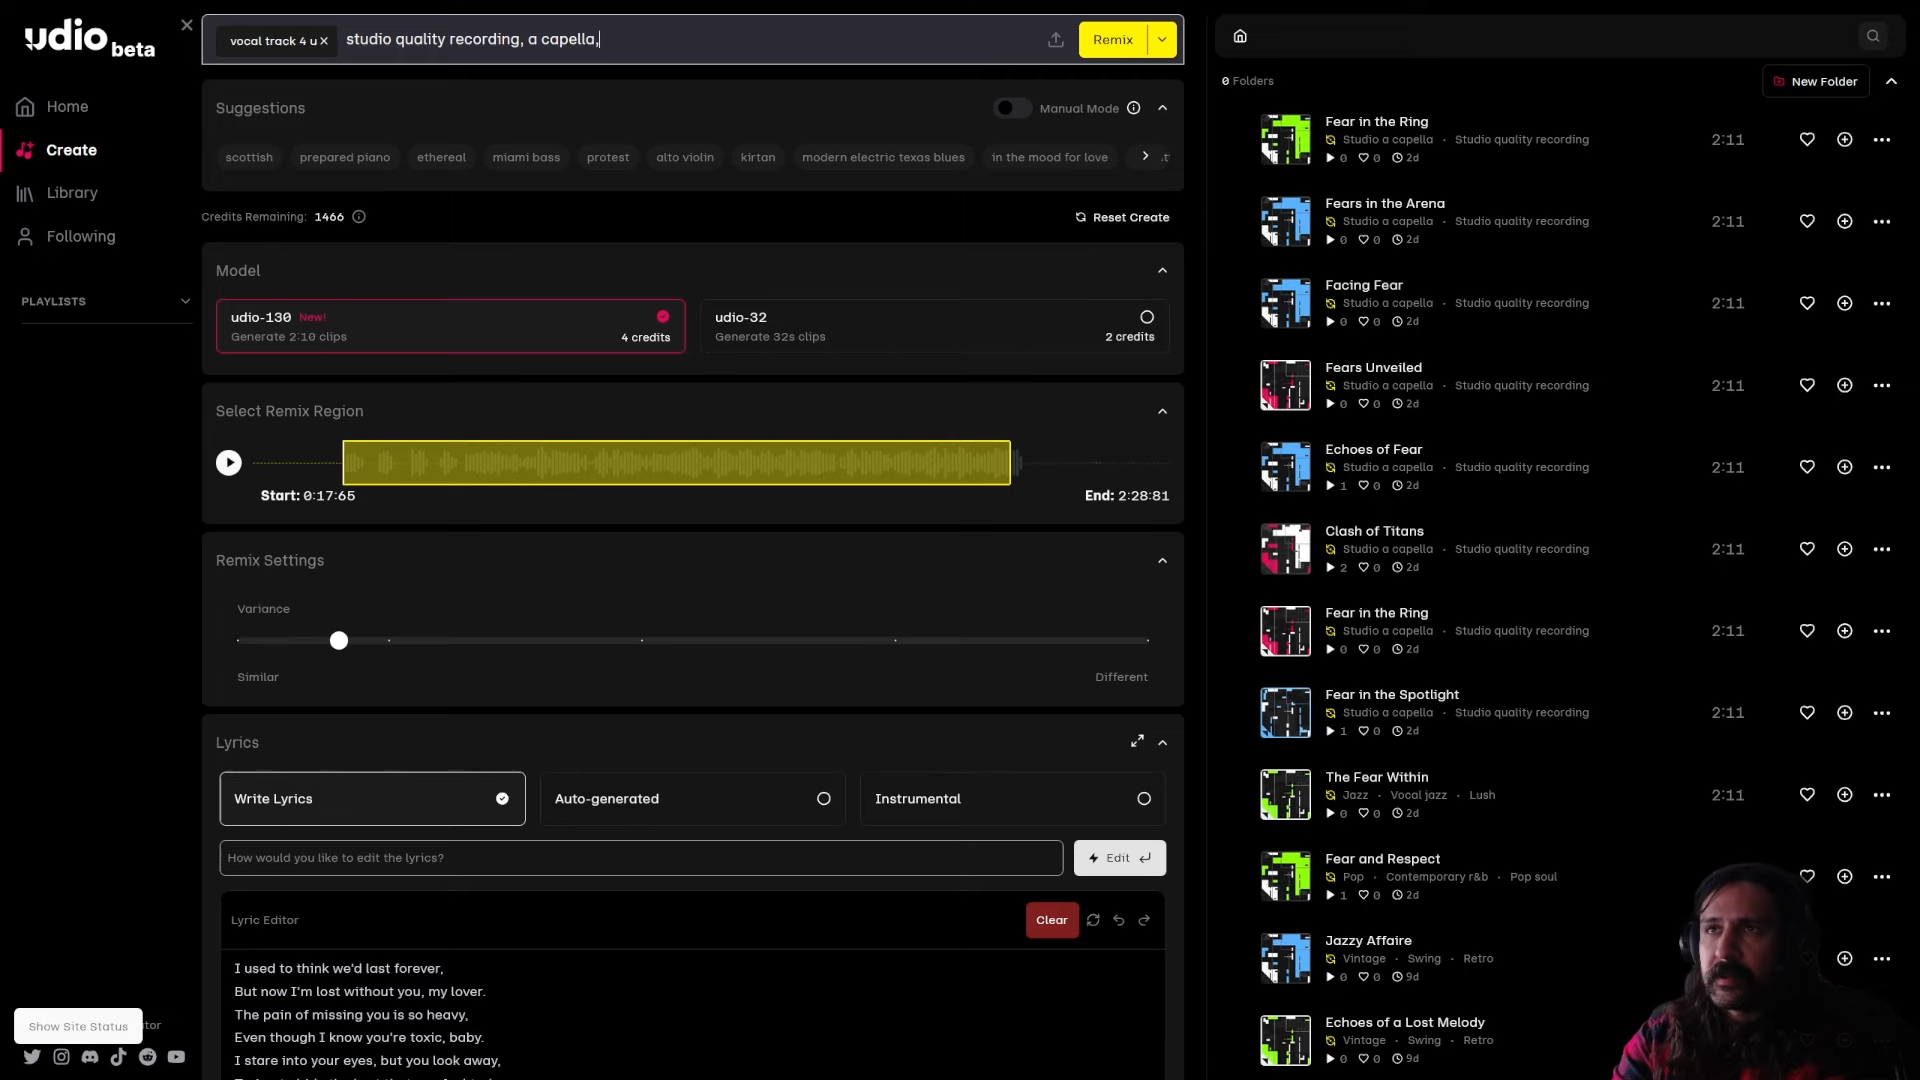 udio beta
Home
Create
Library
Following
PLAYLISTS
Show Site Status
vocal track 4 u
studio quality recording, a capella,
Remix
Suggestions
Manual Mode
scottish
prepared piano
ethereal
miami bass
protest
alto violin
kirtan
modern electric texas blues
in the mood for love
Credits Remaining: 1466
Reset Create
Model
udio-130 New!
Generate 2:10 clips
4 credits
udio-32
Generate 32s clips
2 credits
Select Remix Region
Start: 0:17:65
End: 2:28:81
Remix Settings
Variance
Similar
Different
Lyrics
Write Lyrics
Auto-generated
Instrumental
How would you like to edit the lyrics?
Edit
Lyric Editor
Clear
I used to think we'd last forever,
But now I'm lost without you, my lover.
The pain of missing you is so heavy,
Even though I know you're toxic, baby.
I stare into your eyes, but you look away,
0 Folders
New Folder
Fear in the Ring
Studio a capella · Studio quality recording
0 0 2d
2:11
Fears in the Arena
Studio a capella · Studio quality recording
0 0 2d
2:11
Facing Fear
Studio a capella · Studio quality recording
0 0 2d
2:11
Fears Unveiled
Studio a capella · Studio quality recording
0 0 2d
2:11
Echoes of Fear
Studio a capella · Studio quality recording
1 0 2d
2:11
Clash of Titans
Studio a capella · Studio quality recording
2 0 2d
2:11
Fear in the Ring
Studio a capella · Studio quality recording
0 0 2d
2:11
Fear in the Spotlight
Studio a capella · Studio quality recording
1 0 2d
2:11
The Fear Within
Jazz · Vocal jazz · Lush
0 0 2d
2:11
Fear and Respect
Pop · Contemporary r&b · Pop soul
1 0 2d
Jazzy Affaire
Vintage · Swing · Retro
0 0 9d
Echoes of a Lost Melody
Vintage · Swing · Retro
0 0 9d